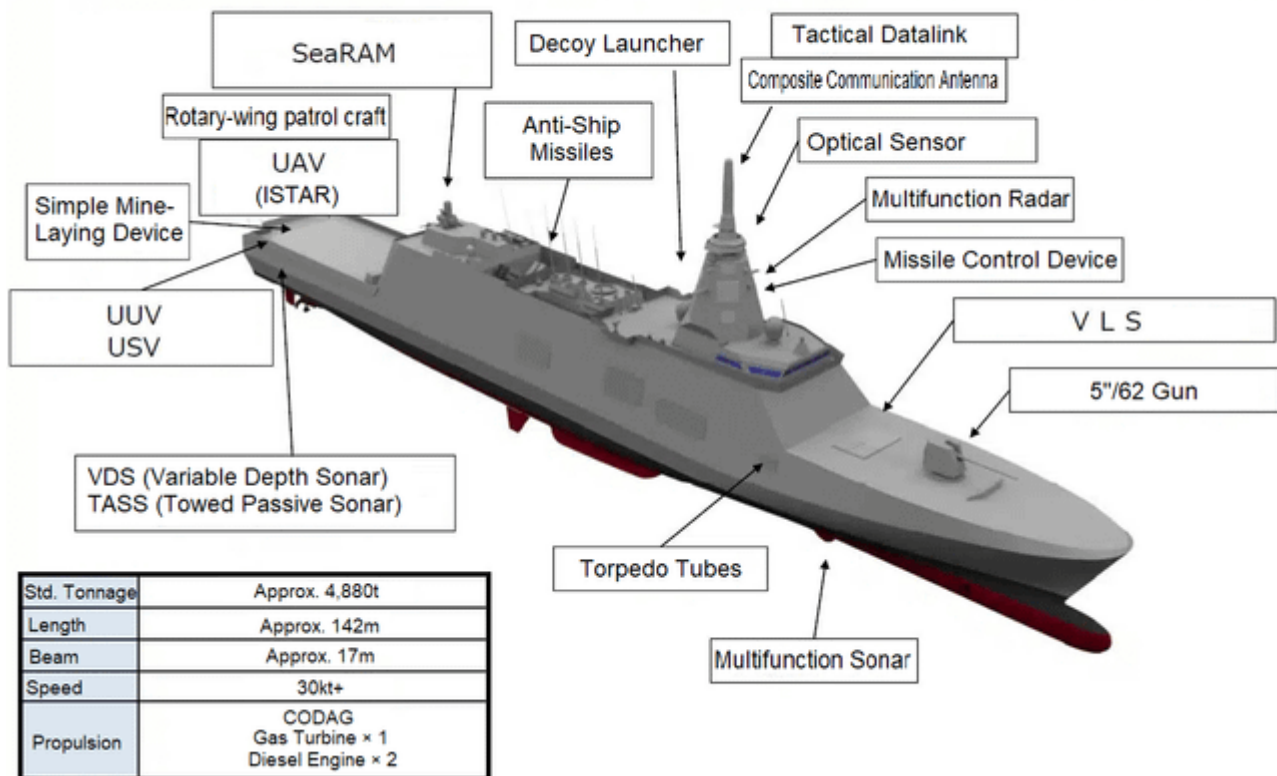 SeaRAM
Decoy Launcher
Tactical Datalink
Composite Communication Antenna
Rotary-wing patrol craft
UAV
(ISTAR)
Anti-Ship
Missiles
Optical Sensor
Simple Mine-
Laying Device
Multifunction Radar
Missile Control Device
UUV
USV
V L S
5"/62 Gun
VDS (Variable Depth Sonar)
TASS (Towed Passive Sonar)
Torpedo Tubes
Multifunction Sonar
Std. Tonnage Approx. 4,880t
Length Approx. 142m
Beam Approx. 17m
Speed 30kt+
Propulsion CODAG
Gas Turbine × 1
Diesel Engine × 2